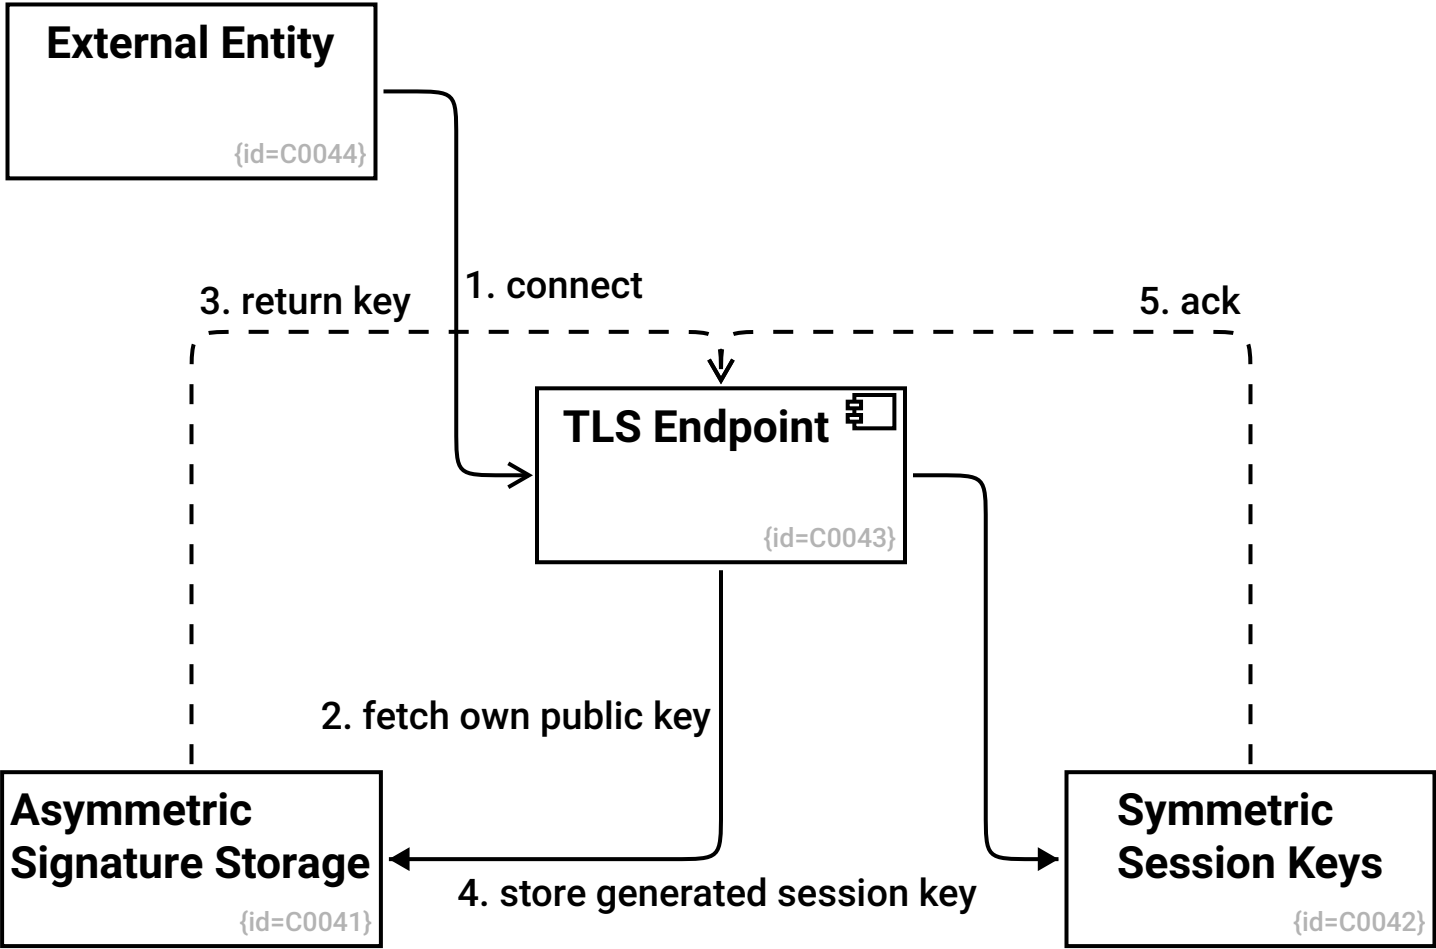 External Entity
{id=C0044}
1. connect
3. return key
5. ack
TLS Endpoint
{id=C0043}
2. fetch own public key
Asymmetric
Signature Storage
{id=C0041}
4. store generated session key
Symmetric
Session Keys
{id=C0042}